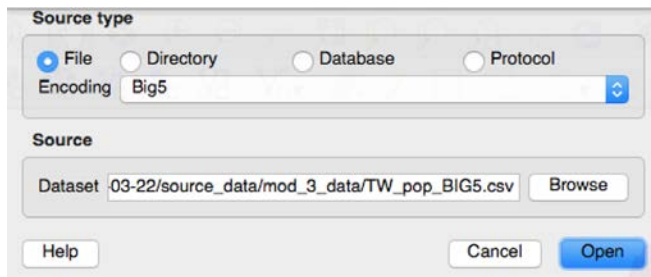 Source type
File Directory Database Protocol
Encoding Big5
Source
Dataset -03-22/source_data/mod_3_data/TW_pop_BIG5.csv Browse
Help Cancel Open